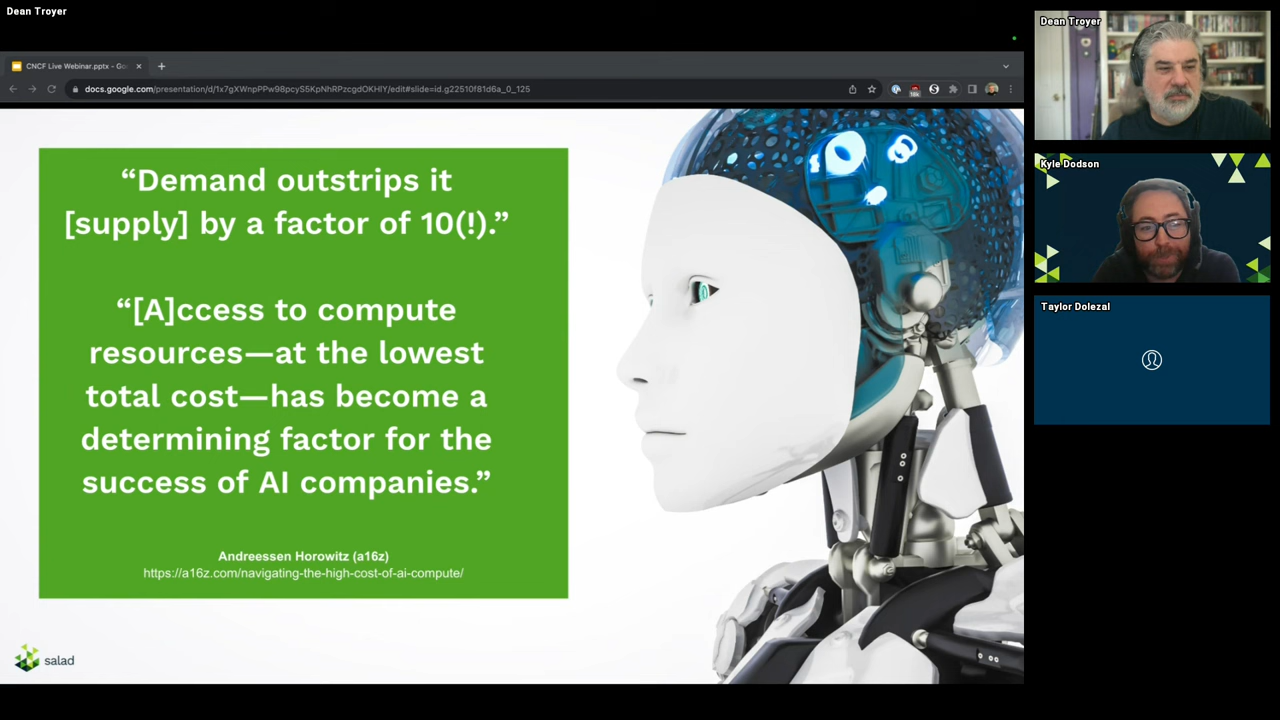 Dean Troyer
CNCF Live Webinar.pptx - Go
docs.google.com/presentation/d/1x7gXWnpPPw98pcyS5KpNhRPzcgdOKHIY/edit#slide=id.g22510f81d6a_0_125
“Demand outstrips it
[supply] by a factor of 10(!).”
“[A]ccess to compute
resources—at the lowest
total cost—has become a
determining factor for the
success of AI companies.”
Andreessen Horowitz (a16z)
https://a16z.com/navigating-the-high-cost-of-ai-compute/
salad
Dean Troyer
Kyle Dodson
Taylor Dolezal